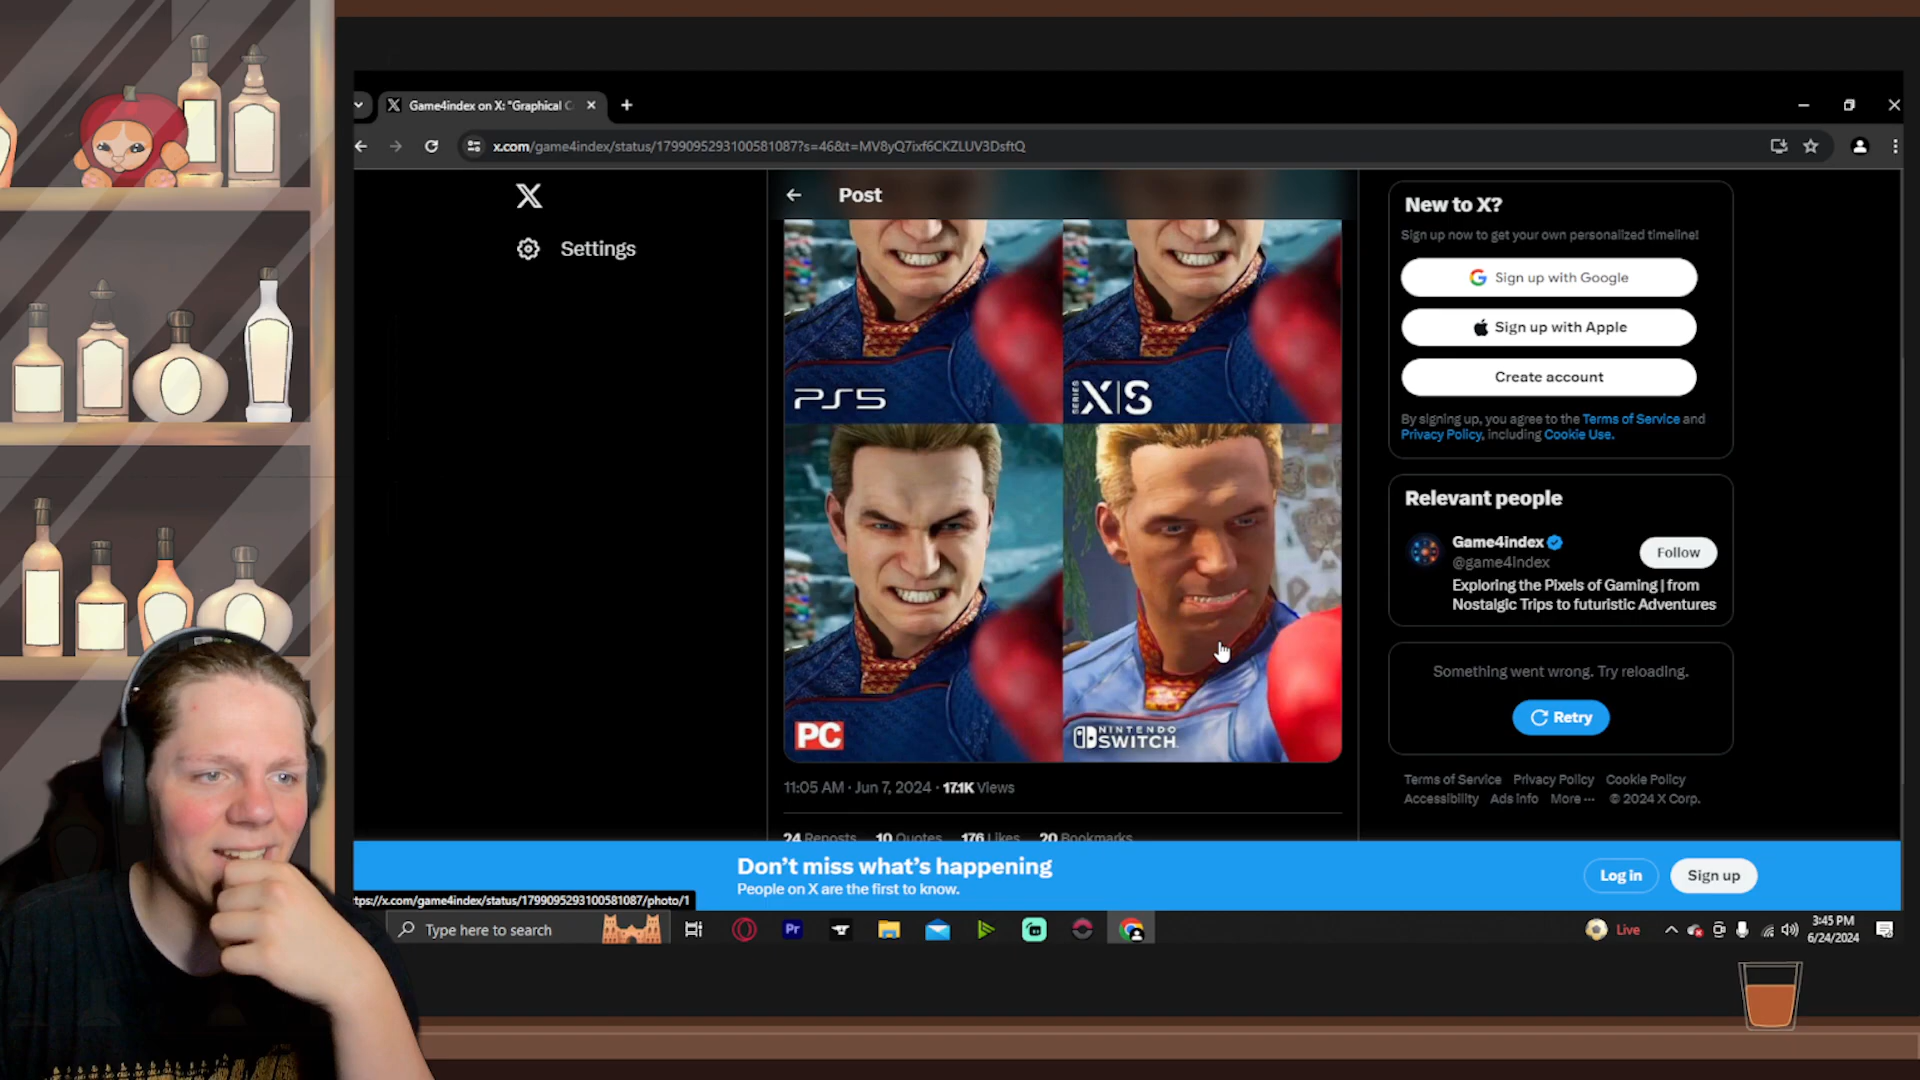 Game4index on X: "Graphical C
x.com/game4index/status/1799095293100581087?s=46&t=MV8yQ7ixf6CKZLUV3DsftQ
Settings
Post
PS5
SERIES X|S
PC
NINTENDO
SWITCH
11:05 AM · Jun 7, 2024 · 17.1K Views
24 Reposts 10 Quotes 176 Likes 20 Bookmarks
New to X?
Sign up now to get your own personalized timeline!
Sign up with Google
Sign up with Apple
Create account
By signing up, you agree to the Terms of Service and
Privacy Policy, including Cookie Use.
Relevant people
Game4index
@game4index
Follow
Exploring the Pixels of Gaming | from
Nostalgic Trips to futuristic Adventures
Something went wrong. Try reloading.
Retry
Terms of Service Privacy Policy Cookie Policy
Accessibility Ads info More ··· © 2024 X Corp.
Don't miss what's happening
People on X are the first to know.
Log in
Sign up
tps://x.com/game4index/status/1799095293100581087/photo/1
Type here to search
Pr
Live
3:45 PM
6/24/2024